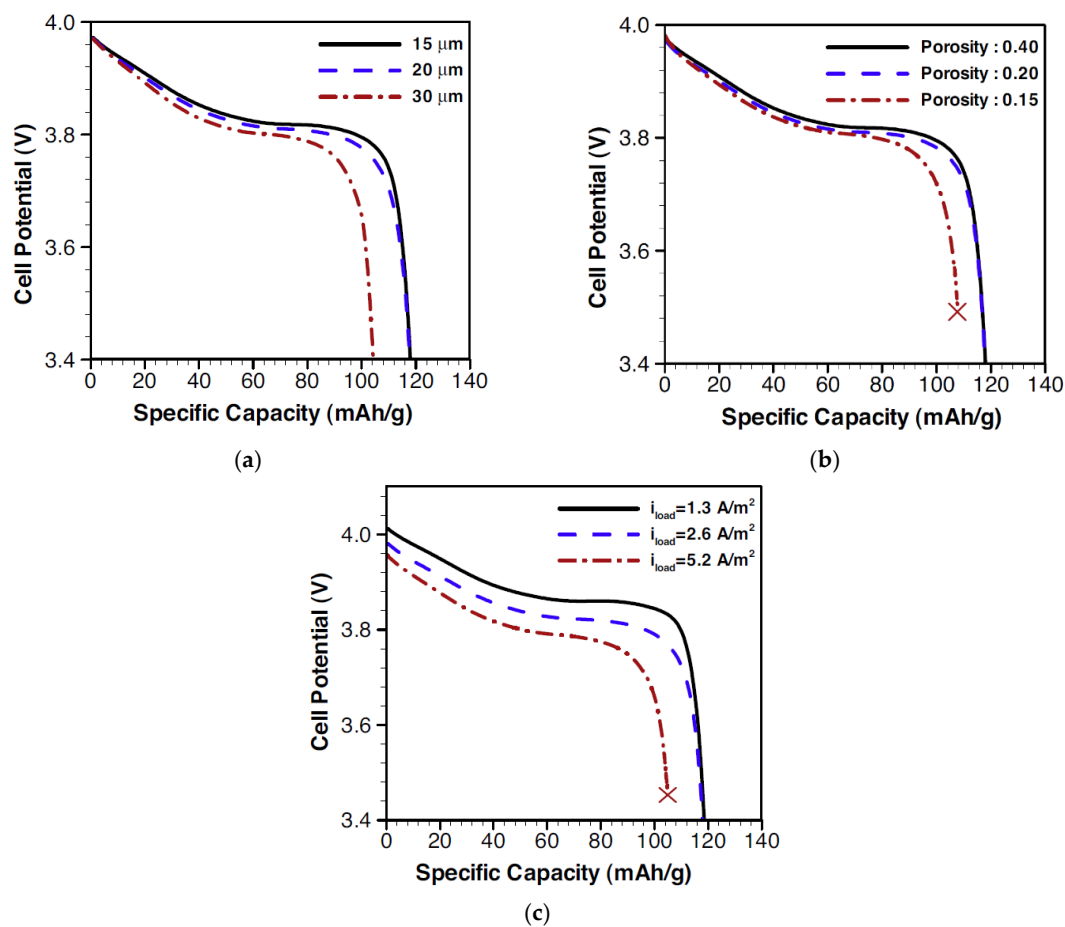 4.0
3.8
3.6
3.4
Cell Potential (V)
15 μm
20 μm
30 μm
0 20 40 60 80 100 120 140
Specific Capacity (mAh/g)
(a)
4.0
3.8
3.6
3.4
Cell Potential (V)
Porosity : 0.40
Porosity : 0.20
Porosity : 0.15
0 20 40 60 80 100 120 140
Specific Capacity (mAh/g)
(b)
4.0
3.8
3.6
3.4
Cell Potential (V)
i_load=1.3 A/m²
i_load=2.6 A/m²
i_load=5.2 A/m²
0 20 40 60 80 100 120 140
Specific Capacity (mAh/g)
(c)